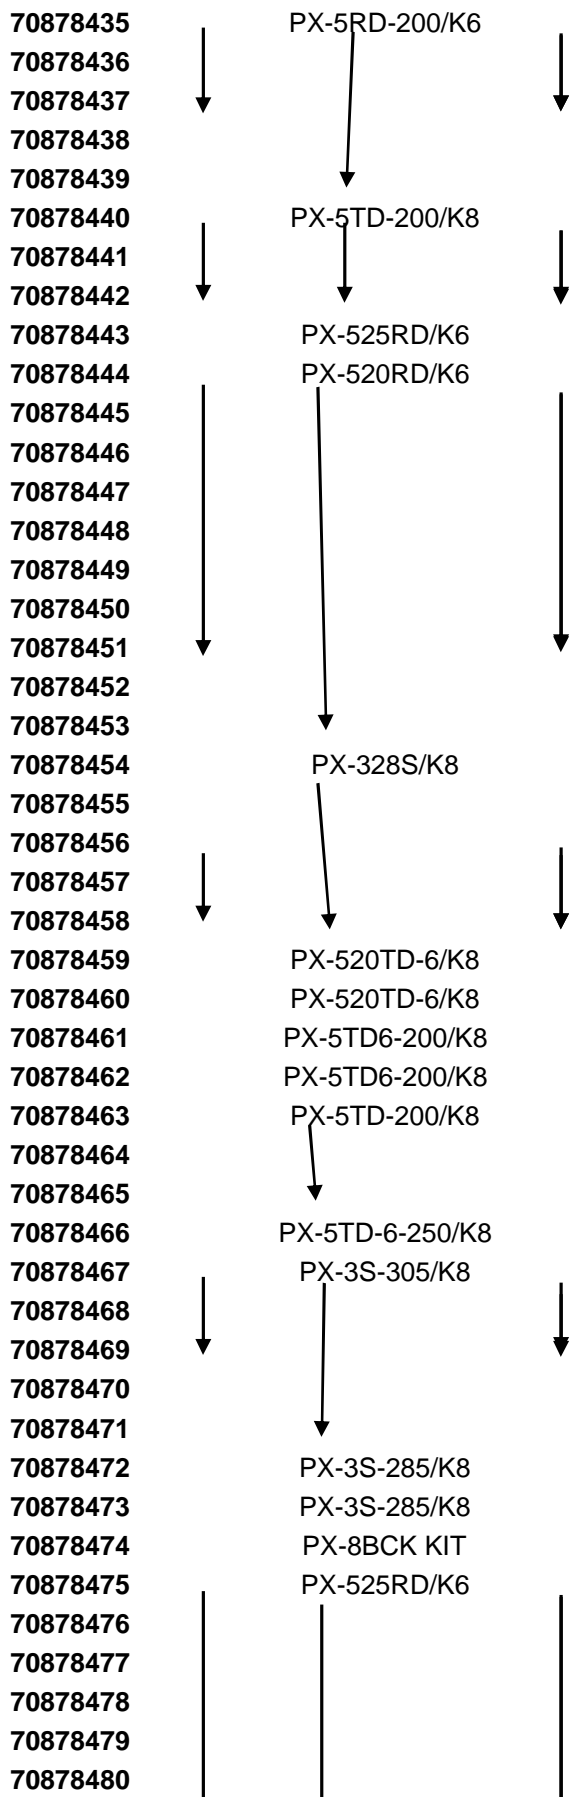 70878435 PX-5RD-200/K6
70878436
70878437
70878438
70878439
70878440 PX-5TD-200/K8
70878441
70878442
70878443 PX-525RD/K6
70878444 PX-520RD/K6
70878445
70878446
70878447
70878448
70878449
70878450
70878451
70878452
70878453
70878454 PX-328S/K8
70878455
70878456
70878457
70878458
70878459 PX-520TD-6/K8
70878460 PX-520TD-6/K8
70878461 PX-5TD6-200/K8
70878462 PX-5TD6-200/K8
70878463 PX-5TD-200/K8
70878464
70878465
70878466 PX-5TD-6-250/K8
70878467 PX-3S-305/K8
70878468
70878469
70878470
70878471
70878472 PX-3S-285/K8
70878473 PX-3S-285/K8
70878474 PX-8BCK KIT
70878475 PX-525RD/K6
70878476
70878477
70878478
70878479
70878480